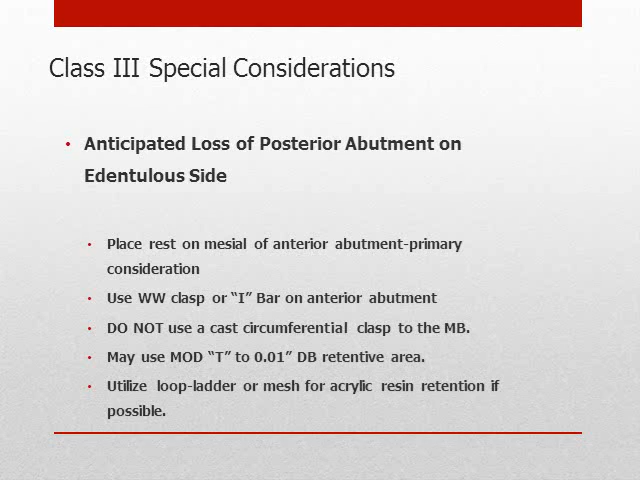 Class III Special Considerations
• Anticipated Loss of Posterior Abutment on
Edentulous Side
• Place rest on mesial of anterior abutment-primary
consideration
• Use WW clasp or “I” Bar on anterior abutment
• DO NOT use a cast circumferential clasp to the MB.
• May use MOD “T” to 0.01” DB retentive area.
• Utilize loop-ladder or mesh for acrylic resin retention if
possible.